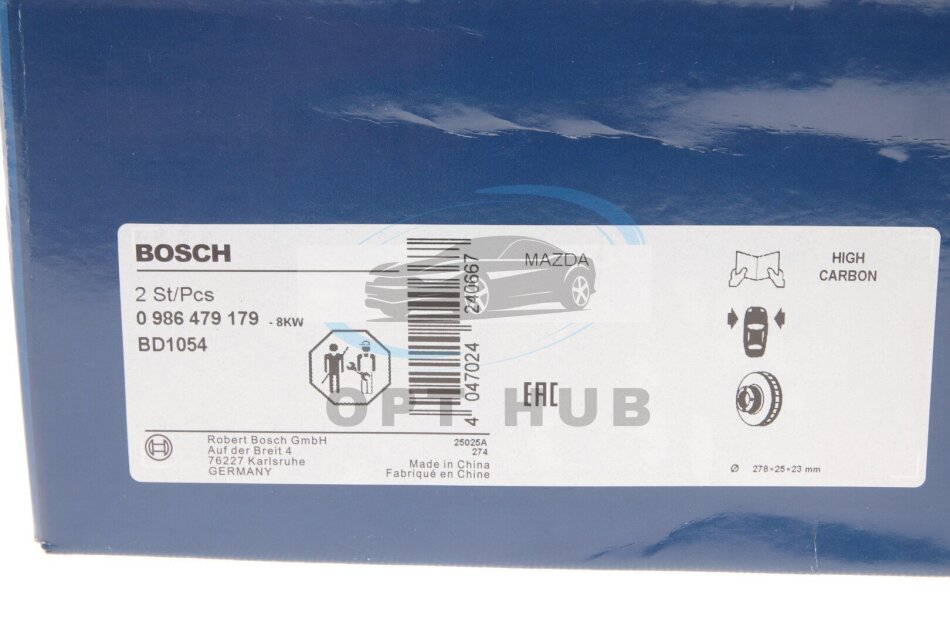 BOSCH
2 St/Pcs
0 986 479 179 - 8KW
BD1054
4 047024 240667
MAZDA
HIGH
CARBON
EAC
OPT HUB
Robert Bosch GmbH
Auf der Breit 4
76227 Karlsruhe
GERMANY
25025A
274
Made in China
Fabriqué en Chine
Ø 278×25×23 mm